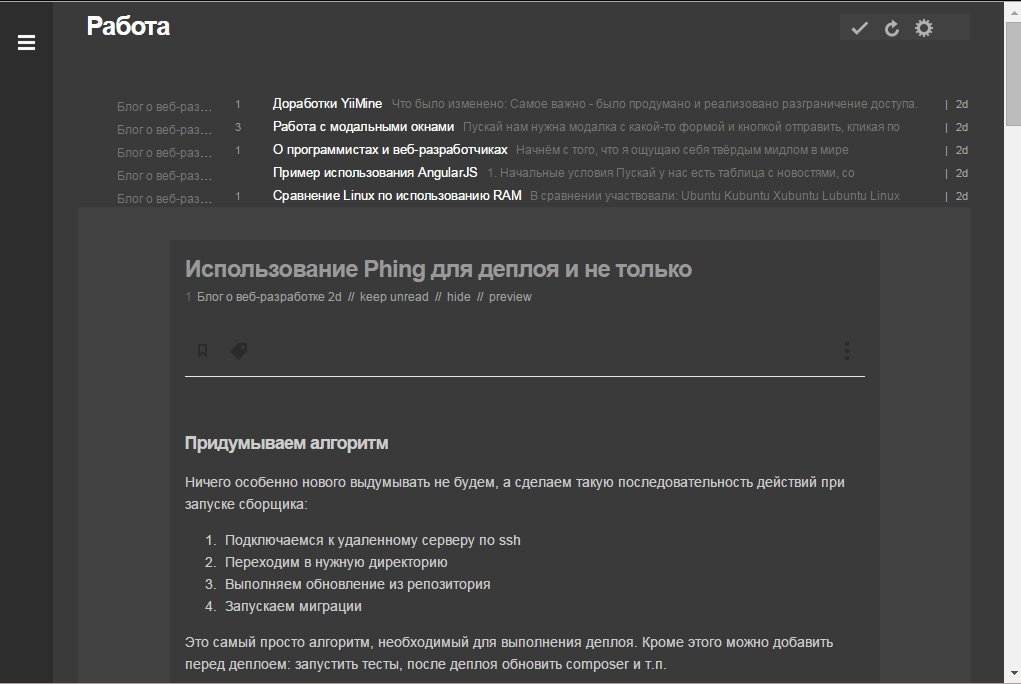 Работа
Блог о веб-раз... 1 Доработки YiiMine Что было изменено: Самое важно - было продумано и реализовано разграничение доступа. | 2d
Блог о веб-раз... 3 Работа с модальными окнами Пускай нам нужна модалка с какой-то формой и кнопкой отправить, кликая по | 2d
Блог о веб-раз... 1 О программистах и веб-разработчиках Начнём с того, что я ощущаю себя твёрдым мидлом в мире | 2d
Блог о веб-раз... Пример использования AngularJS 1. Начальные условия Пускай у нас есть таблица с новостями, со | 2d
Блог о веб-раз... 1 Сравнение Linux по использованию RAM В сравнении участвовали: Ubuntu Kubuntu Xubuntu Lubuntu Linux | 2d
Использование Phing для деплоя и не только
1 Блог о веб-разработке 2d // keep unread // hide // preview
Придумываем алгоритм
Ничего особенно нового выдумывать не будем, а сделаем такую последовательность действий при
запуске сборщика:
1. Подключаемся к удаленному серверу по ssh
2. Переходим в нужную директорию
3. Выполняем обновление из репозитория
4. Запускаем миграции
Это самый просто алгоритм, необходимый для выполнения деплоя. Кроме этого можно добавить
перед деплоем: запустить тесты, после деплоя обновить composer и т.п.